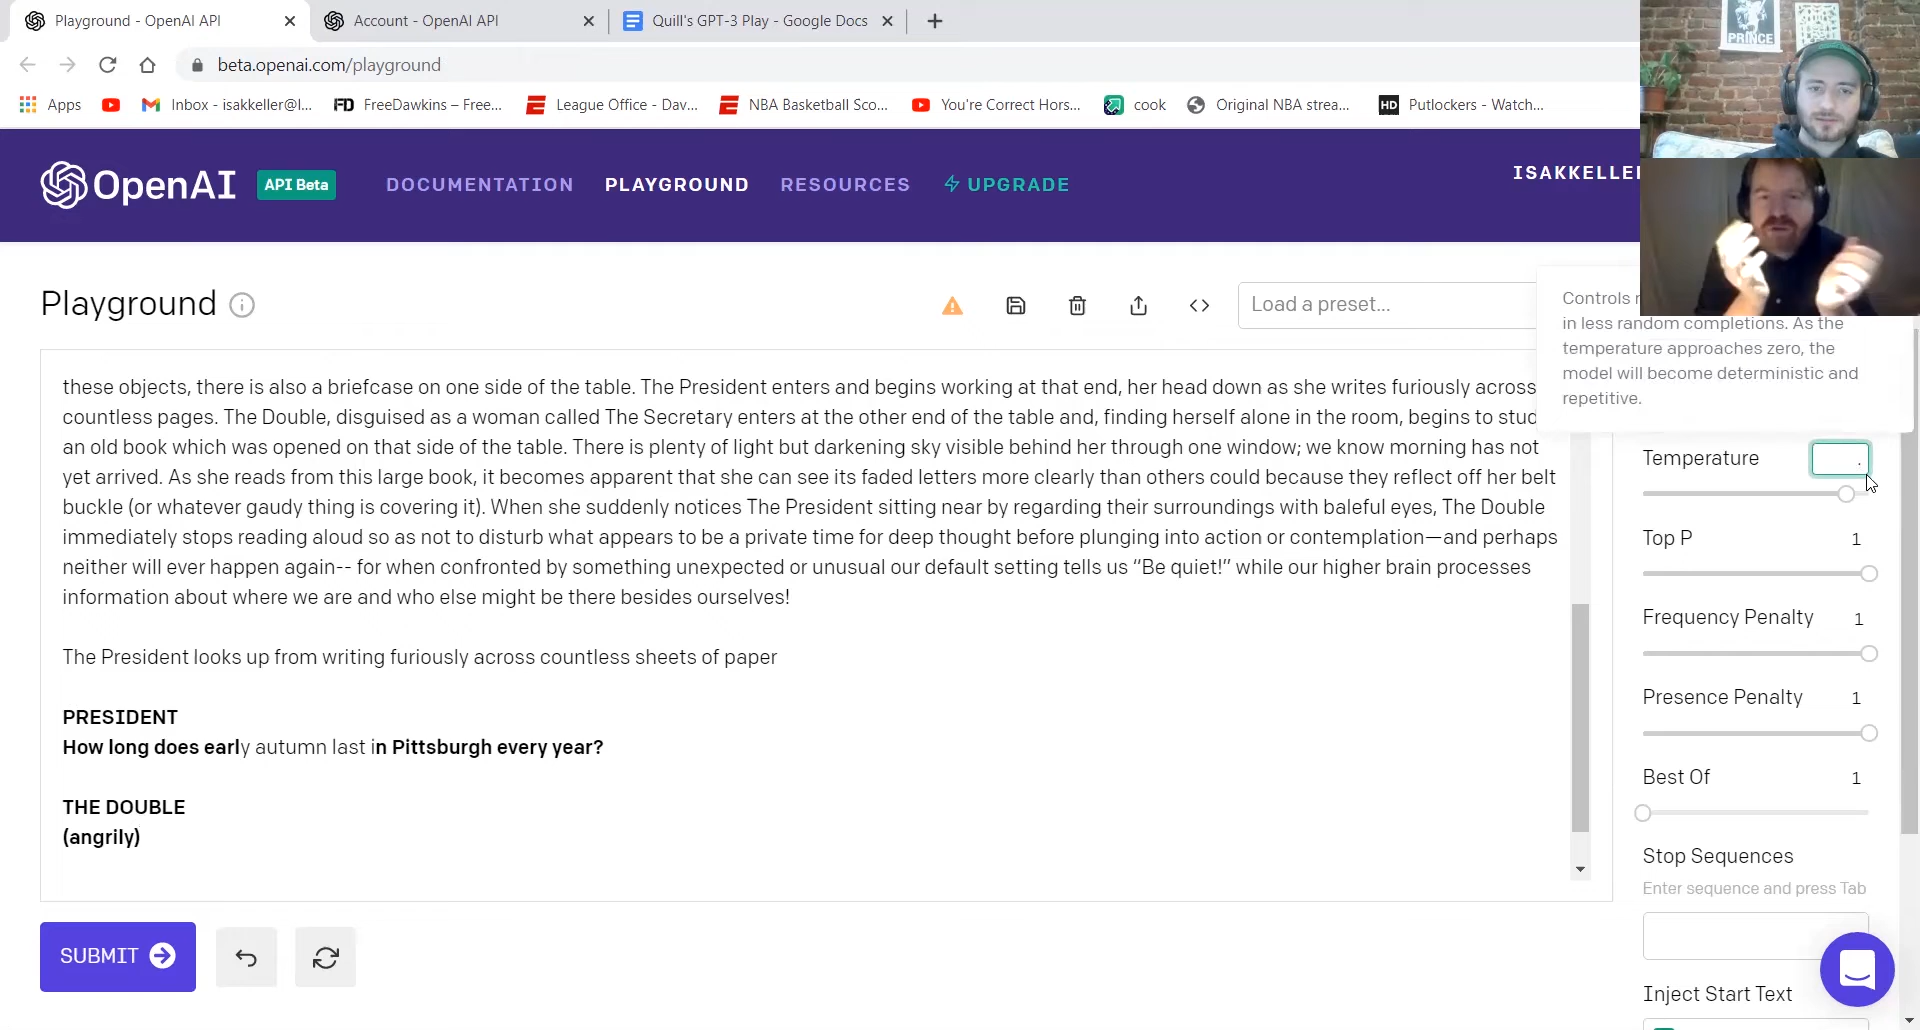 Playground - OpenAI API
Account - OpenAI API
Quill's GPT-3 Play - Google Docs
beta.openai.com/playground
Apps
Inbox - isakkeller@l...
FD FreeDawkins – Free...
League Office - Dav...
NBA Basketball Sco...
You're Correct Hors...
cook
Original NBA strea...
HD Putlockers - Watch...
PRINCE
OpenAI
API Beta
DOCUMENTATION
PLAYGROUND
RESOURCES
UPGRADE
ISAKKELLE
Playground
Load a preset...
Controls
in less random completions. As the
temperature approaches zero, the
model will become deterministic and
repetitive.
these objects, there is also a briefcase on one side of the table. The President enters and begins working at that end, her head down as she writes furiously across
countless pages. The Double, disguised as a woman called The Secretary enters at the other end of the table and, finding herself alone in the room, begins to stud
an old book which was opened on that side of the table. There is plenty of light but darkening sky visible behind her through one window; we know morning has not
yet arrived. As she reads from this large book, it becomes apparent that she can see its faded letters more clearly than others could because they reflect off her belt
buckle (or whatever gaudy thing is covering it). When she suddenly notices The President sitting near by regarding their surroundings with baleful eyes, The Double
immediately stops reading aloud so as not to disturb what appears to be a private time for deep thought before plunging into action or contemplation—and perhaps
neither will ever happen again-- for when confronted by something unexpected or unusual our default setting tells us “Be quiet!” while our higher brain processes
information about where we are and who else might be there besides ourselves!
The President looks up from writing furiously across countless sheets of paper
PRESIDENT
How long does early autumn last in Pittsburgh every year?
THE DOUBLE
(angrily)
SUBMIT
Temperature .
Top P 1
Frequency Penalty 1
Presence Penalty 1
Best Of 1
Stop Sequences
Enter sequence and press Tab
Inject Start Text